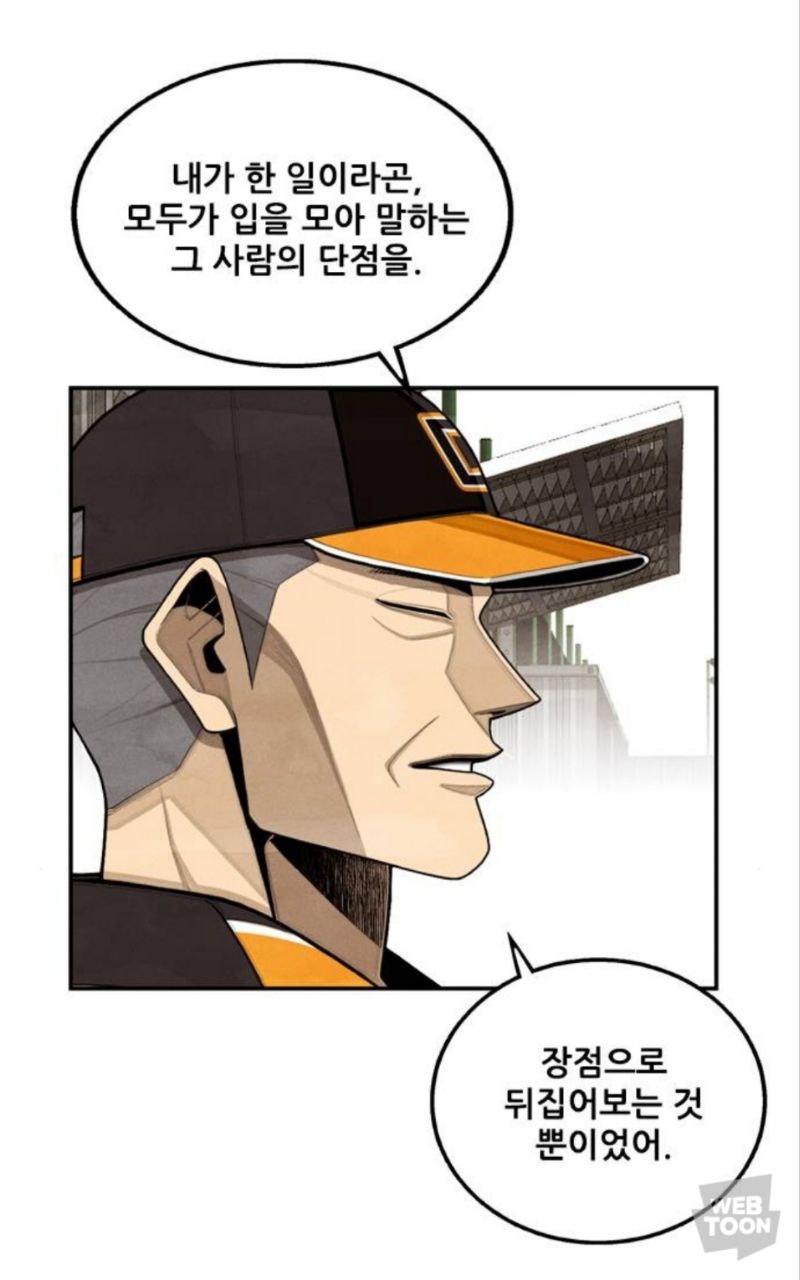 내가 한 일이라곤,
모두가 입을 모아 말하는
그 사람의 단점을.
장점으로
뒤집어보는 것
뿐이었어.
WEB
TOON